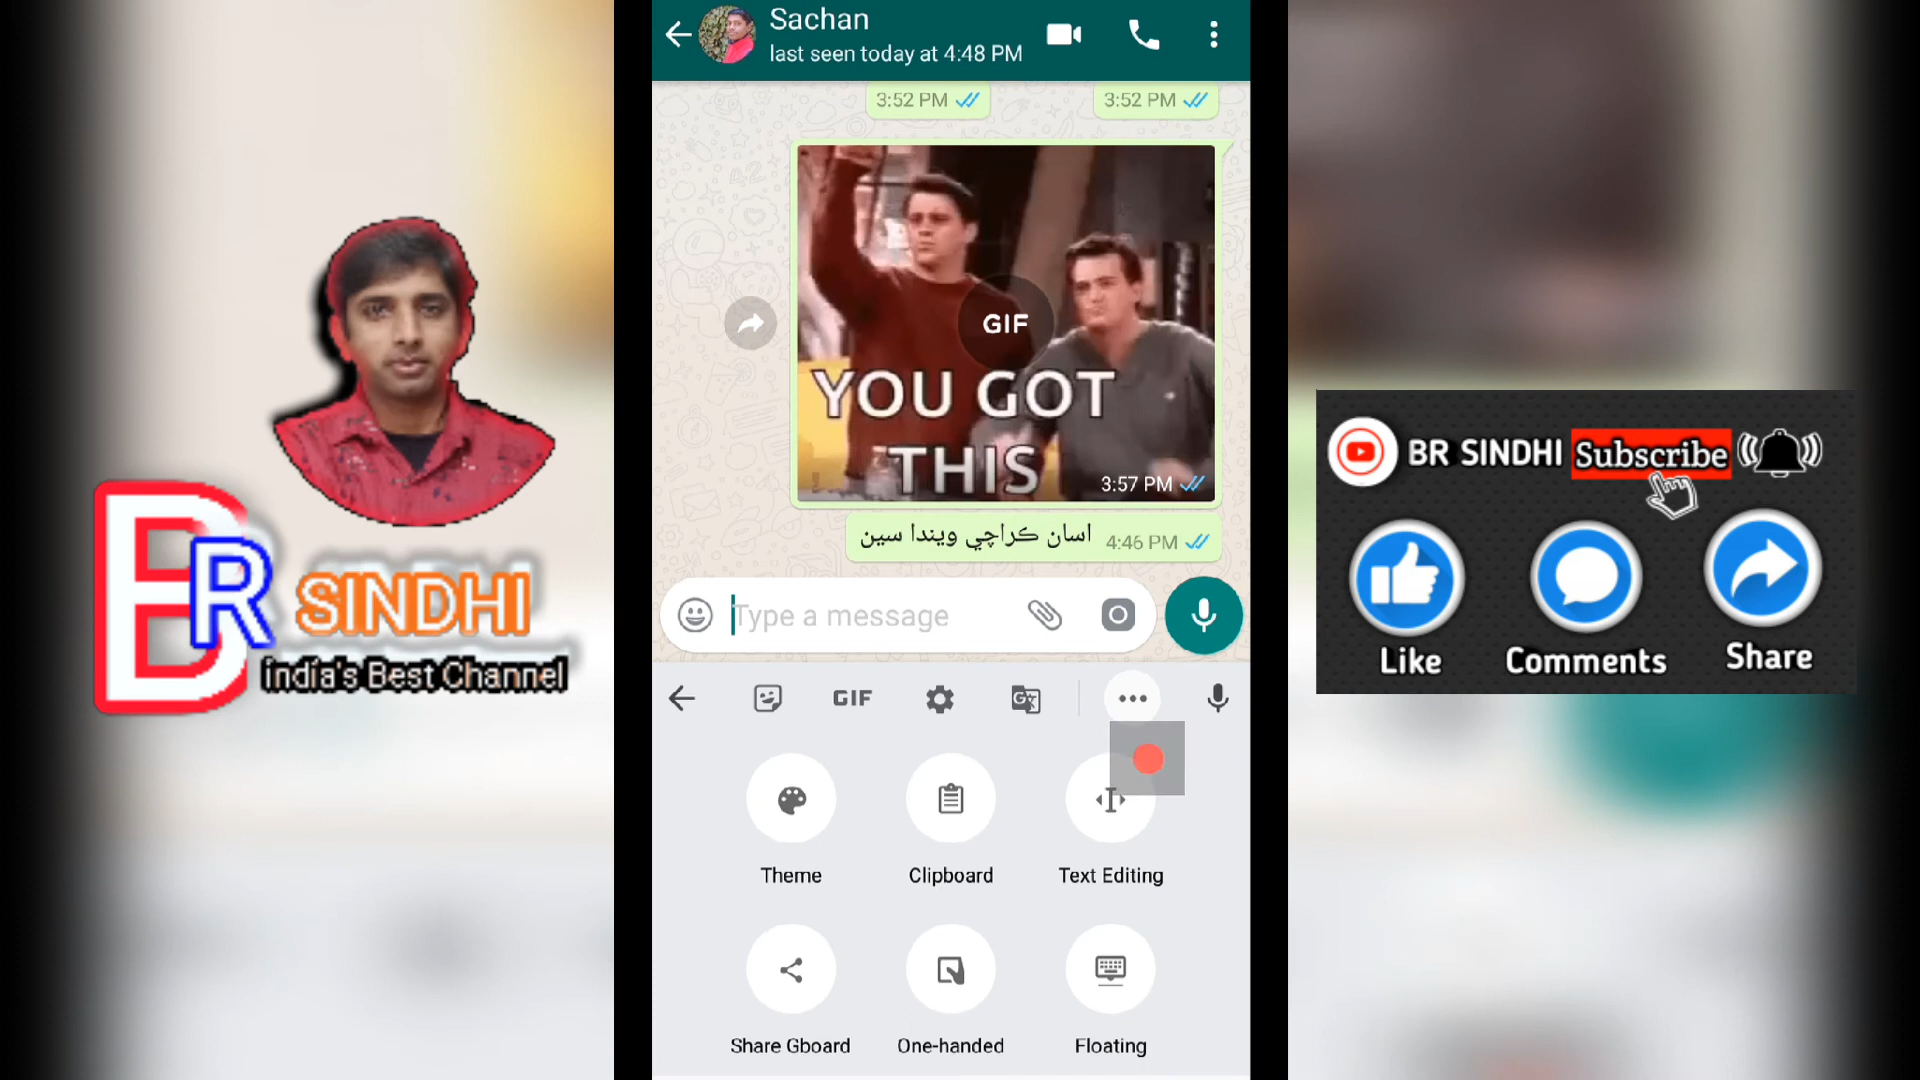 Sachan
last seen today at 4:48 PM
3:52 PM
3:52 PM
GIF
YOU GOT
THIS
3:57 PM
اسان ڪراچي ويندا سين
4:46 PM
Type a message
GIF
Theme
Clipboard
Text Editing
Share Gboard
One-handed
Floating
BR SINDHI
india's Best Channel
BR SINDHI Subscribe
Like
Comments
Share